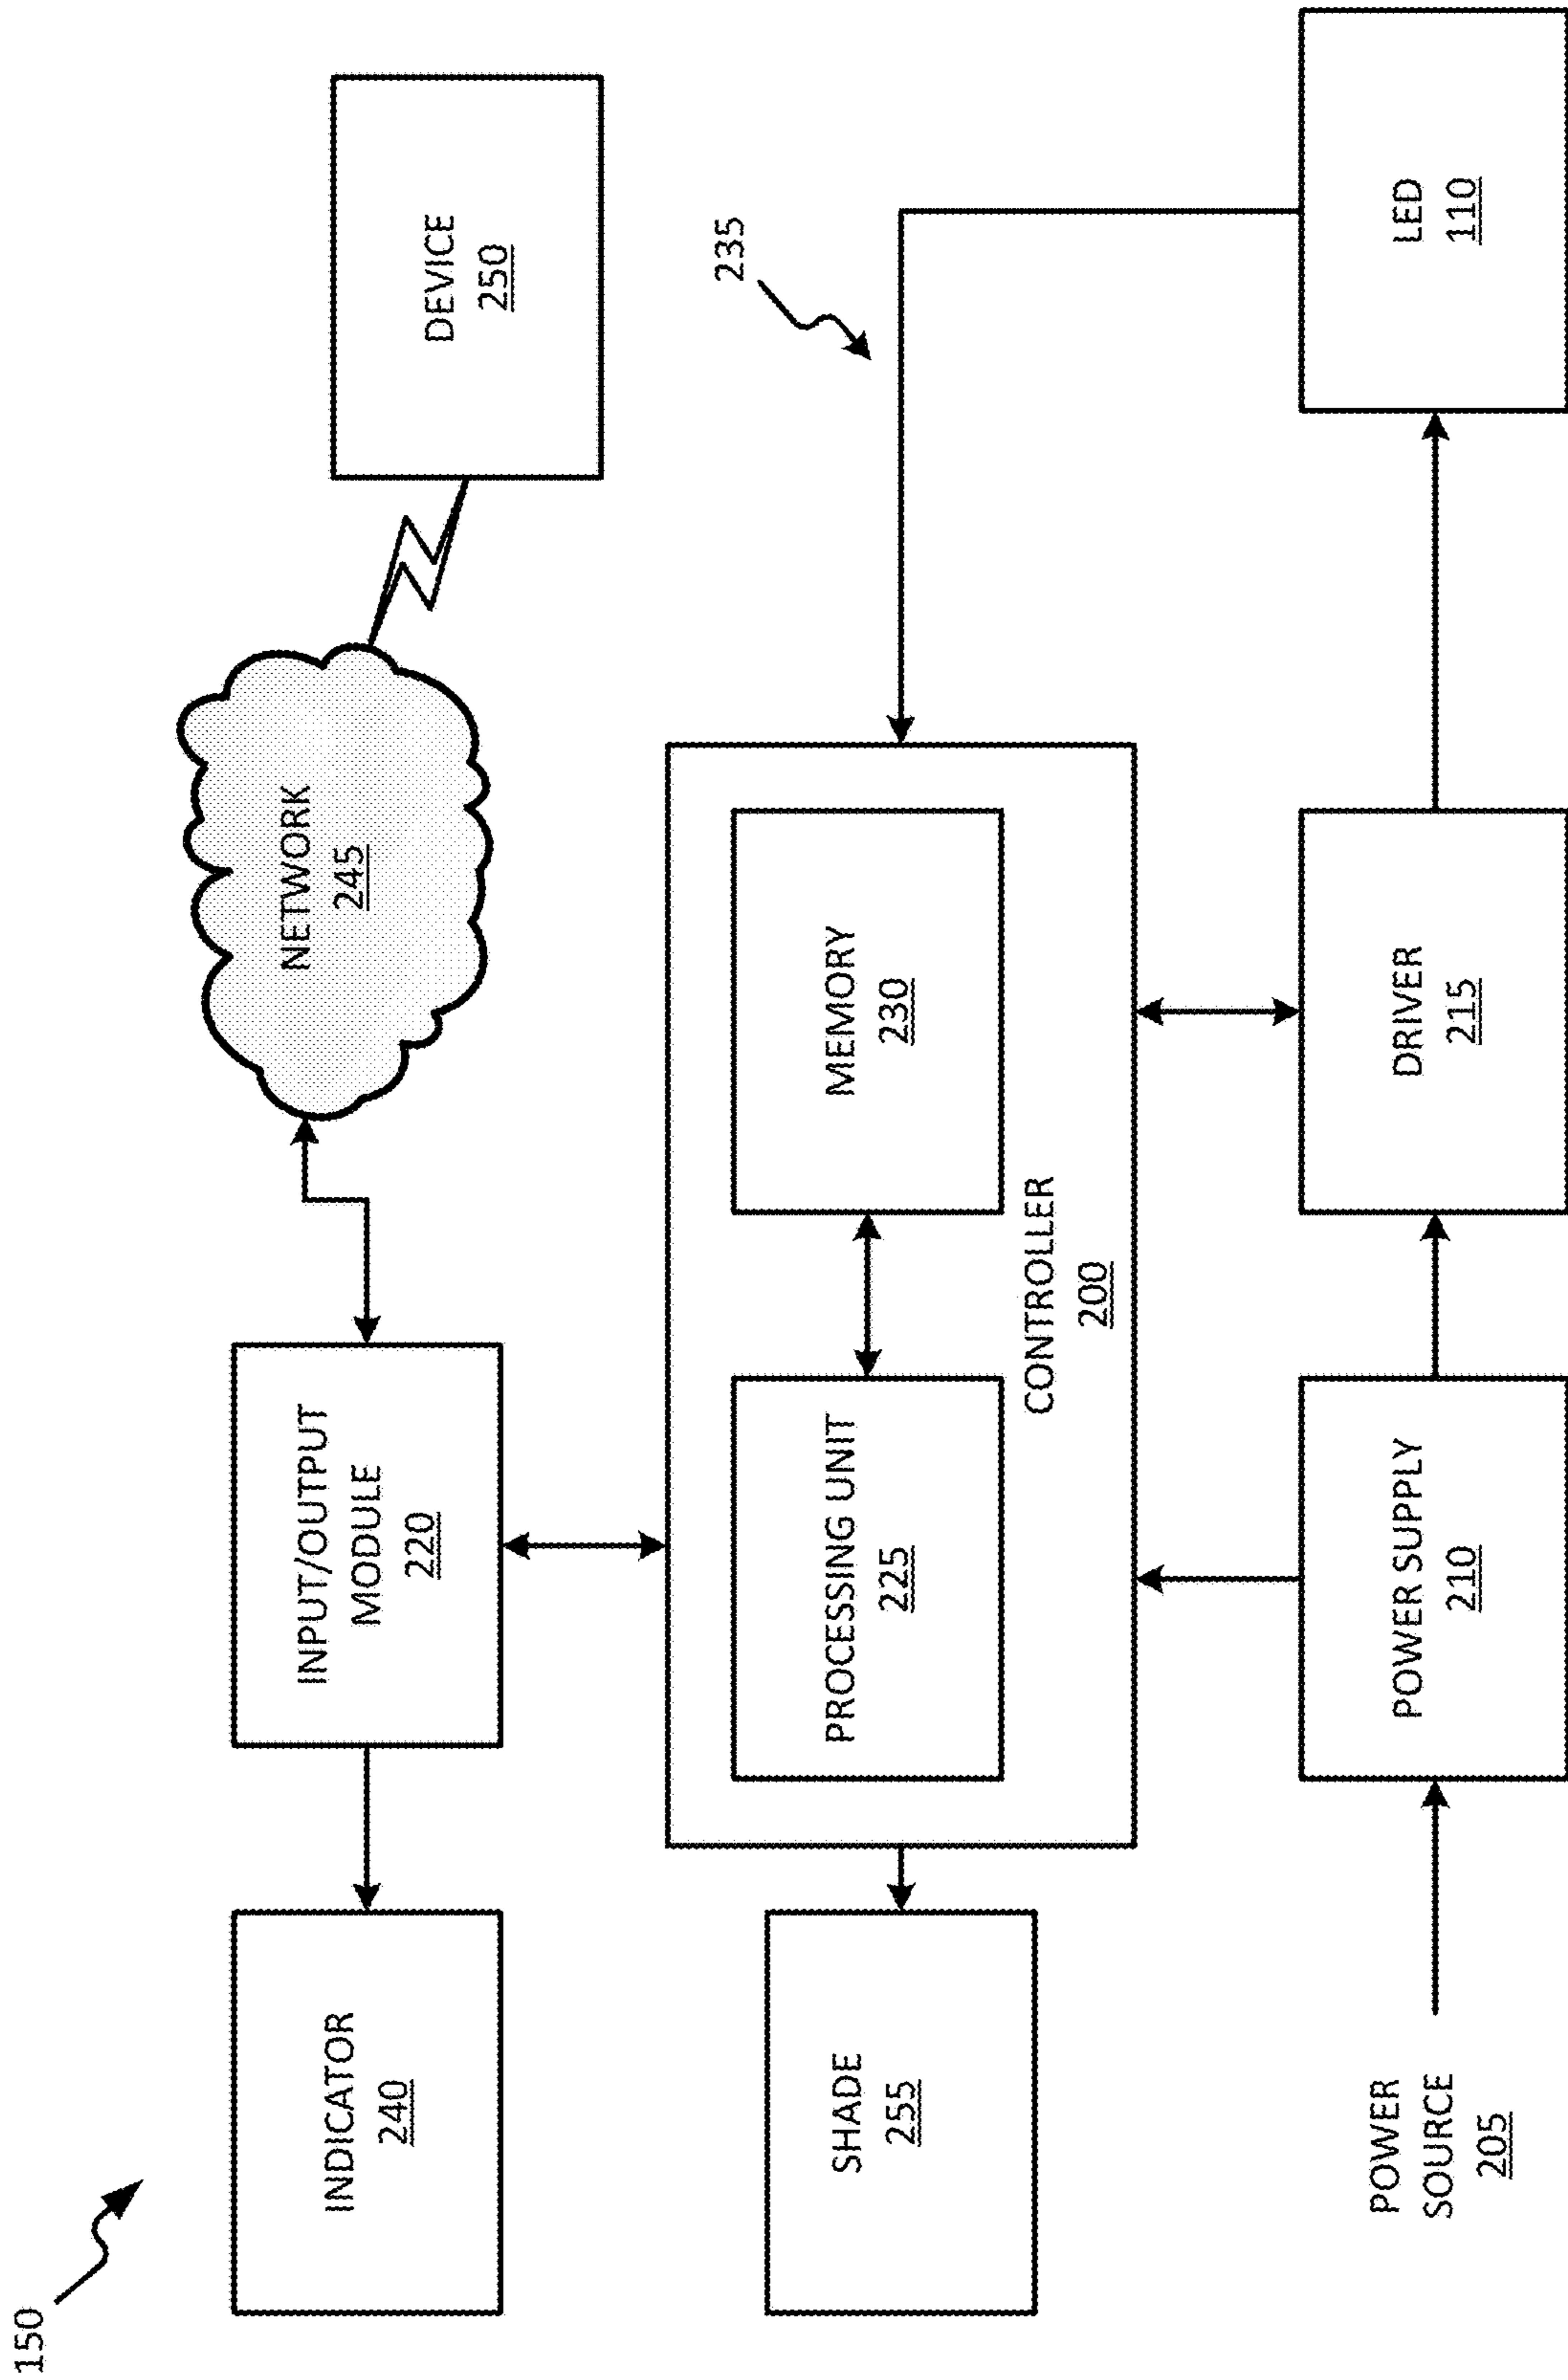 150
INDICATOR
240
INPUT/OUTPUT
MODULE
220
NETWORK
245
DEVICE
250
SHADE
255
PROCESSING UNIT
225
MEMORY
230
CONTROLLER
200
235
POWER
SOURCE
205
POWER SUPPLY
210
DRIVER
215
LED
110